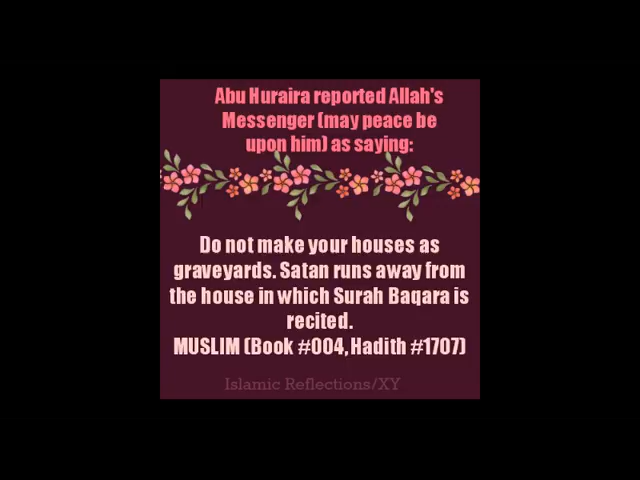 Abu Huraira reported Allah's
Messenger (may peace be
upon him) as saying:
Do not make your houses as
graveyards. Satan runs away from
the house in which Surah Baqara is
recited.
MUSLIM (Book #004, Hadith #1707)
Islamic Reflections/XY